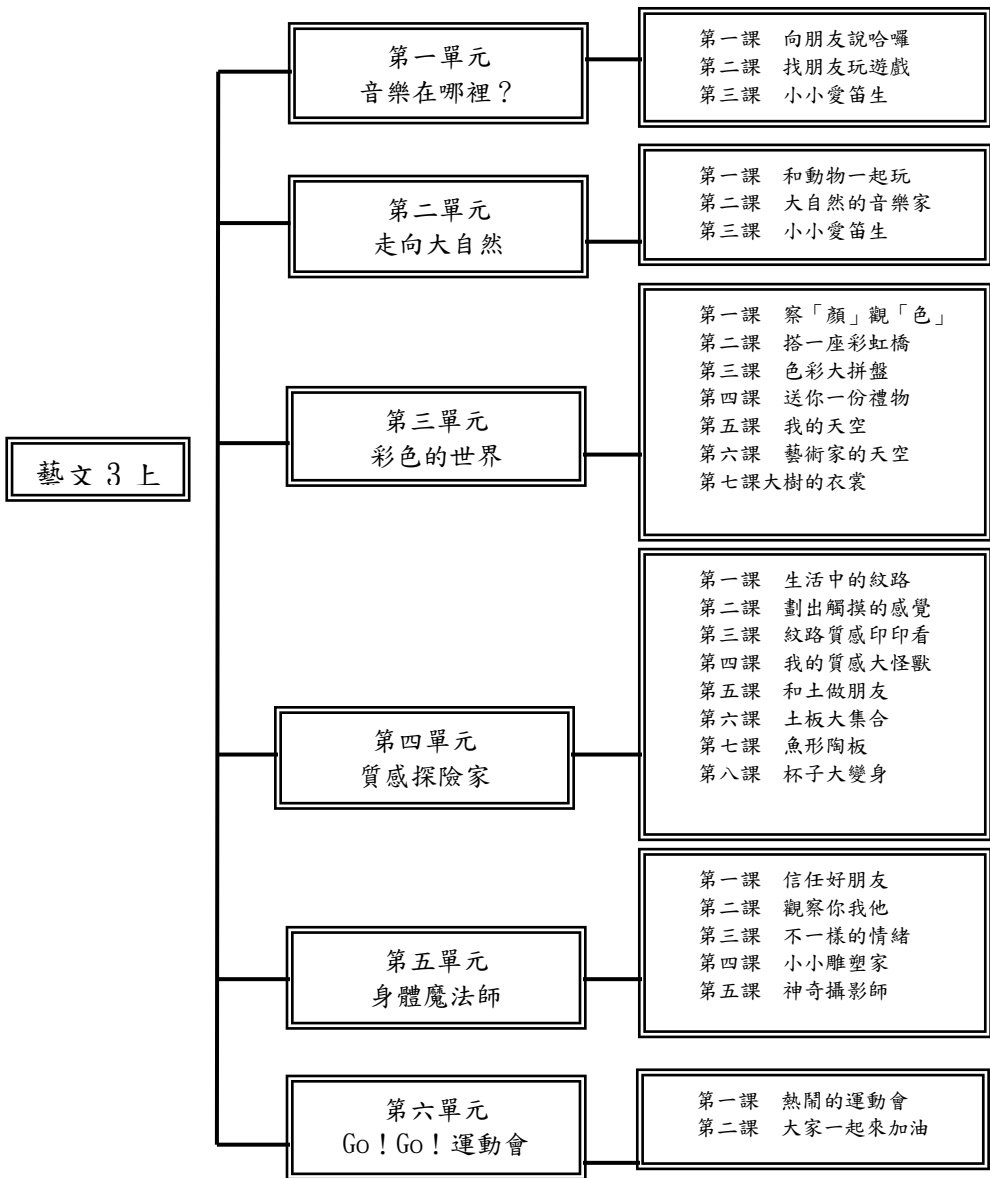 藝文 3 上
第一單元
音樂在哪裡？
第一課　向朋友說哈囉
第二課　找朋友玩遊戲
第三課　小小愛笛生
第二單元
走向大自然
第一課　和動物一起玩
第二課　大自然的音樂家
第三課　小小愛笛生
第三單元
彩色的世界
第一課　察「顏」觀「色」
第二課　搭一座彩虹橋
第三課　色彩大拼盤
第四課　送你一份禮物
第五課　我的天空
第六課　藝術家的天空
第七課大樹的衣裳
第四單元
質感探險家
第一課　生活中的紋路
第二課　劃出觸摸的感覺
第三課　紋路質感印印看
第四課　我的質感大怪獸
第五課　和土做朋友
第六課　土板大集合
第七課　魚形陶板
第八課　杯子大變身
第五單元
身體魔法師
第一課　信任好朋友
第二課　觀察你我他
第三課　不一樣的情緒
第四課　小小雕塑家
第五課　神奇攝影師
第六單元
Go！Go！運動會
第一課　熱鬧的運動會
第二課　大家一起來加油